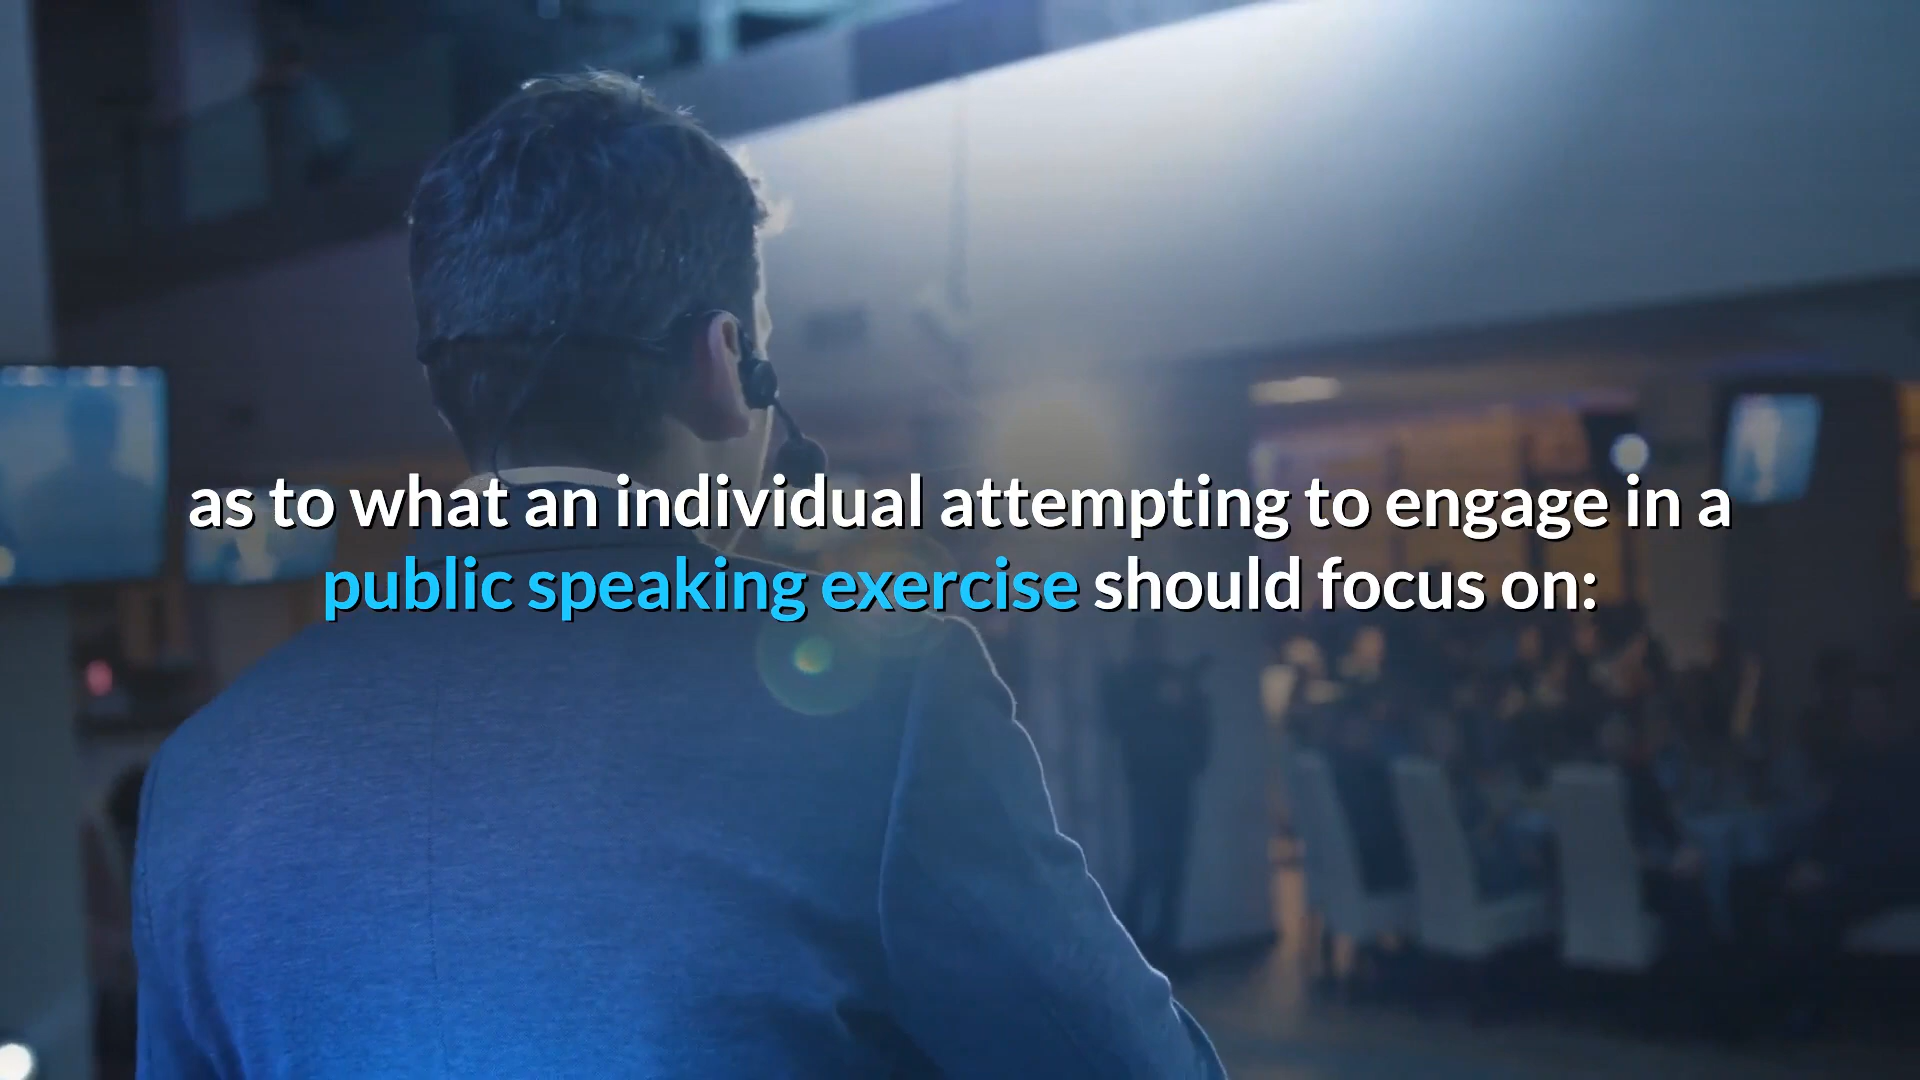 as to what an individual attempting to engage in a
public speaking exercise should focus on: